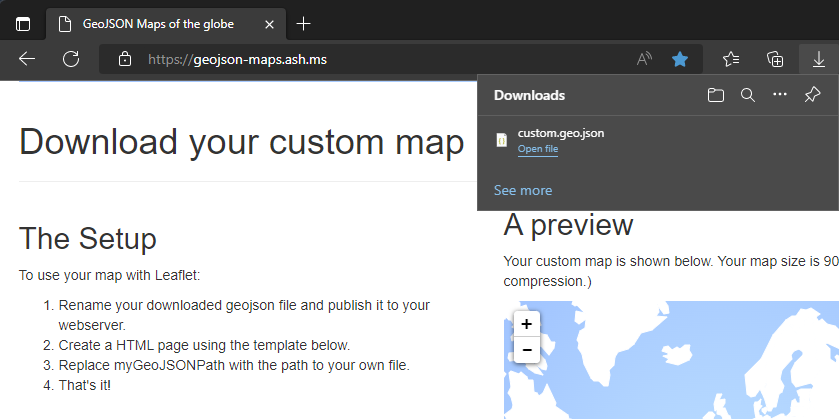 GeoJSON Maps of the globe
https://geojson-maps.ash.ms
Downloads
custom.geo.json
Open file
See more
Download your custom map
The Setup
To use your map with Leaflet:
1. Rename your downloaded geojson file and publish it to your
webserver.
2. Create a HTML page using the template below.
3. Replace myGeoJSONPath with the path to your own file.
4. That's it!
A preview
Your custom map is shown below. Your map size is 90
compression.)
+
−